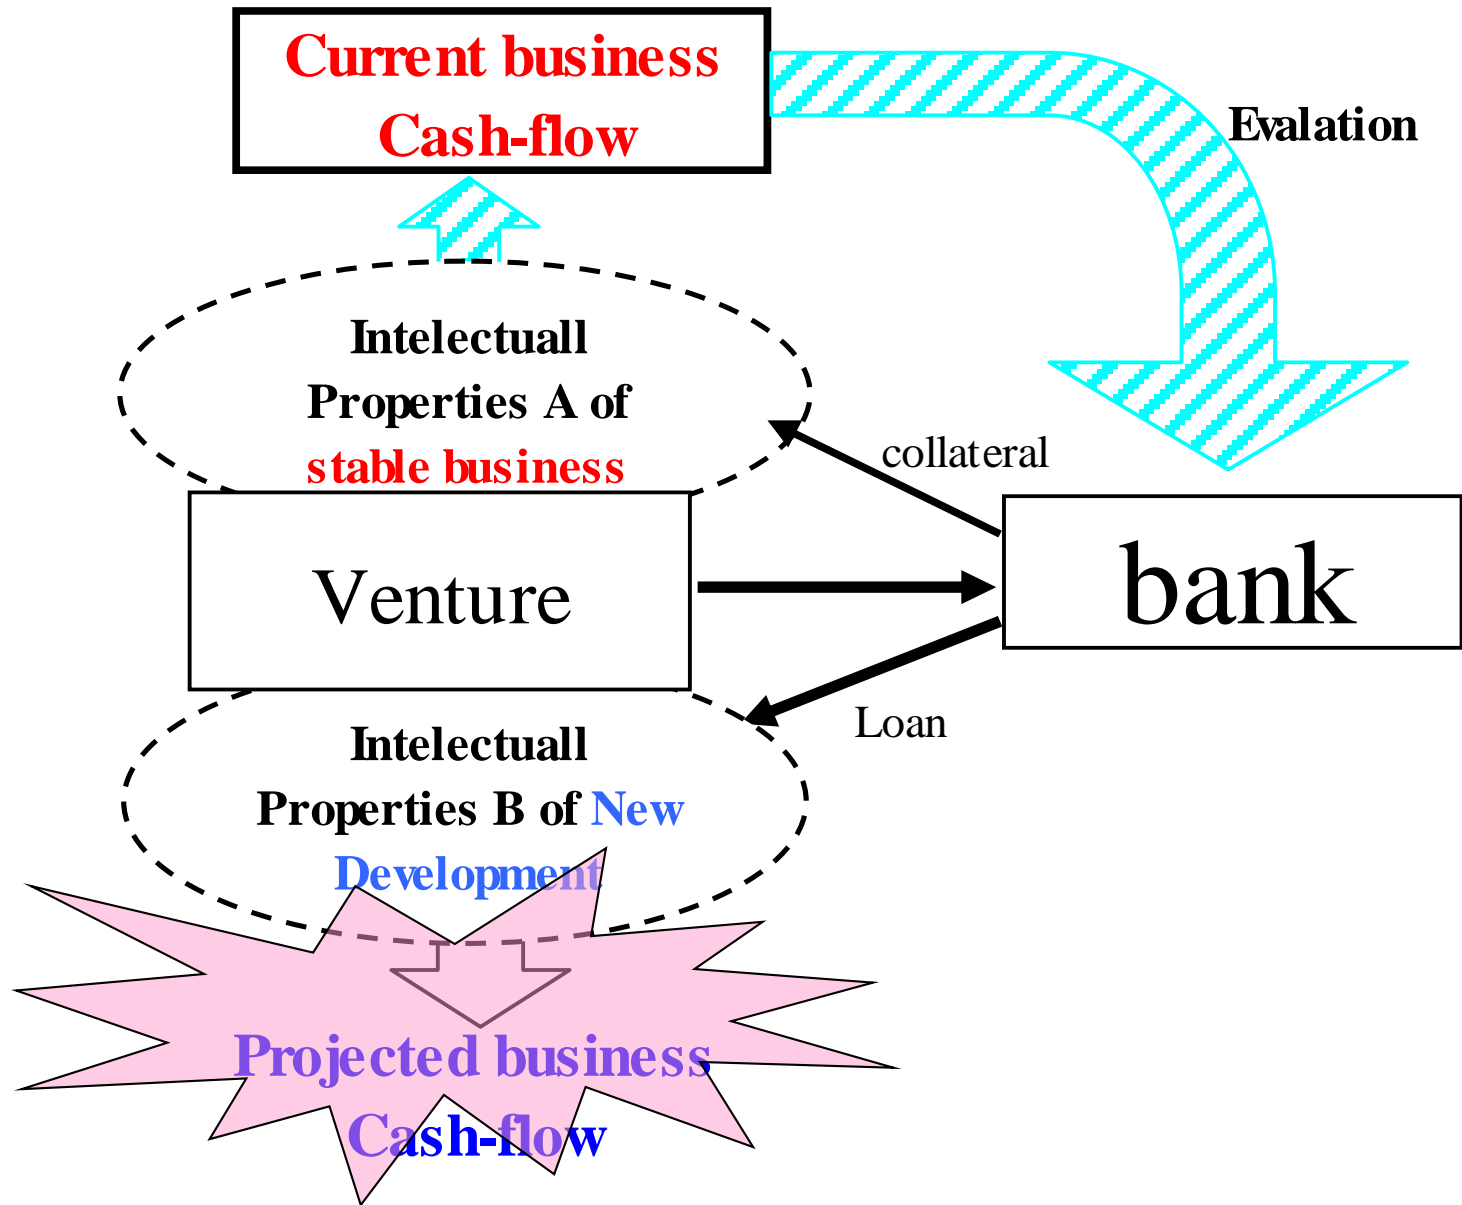 Current business
Cash-flow
Evalation
Intelectuall
Properties A of
stable business
collateral
Venture
bank
Loan
Intelectuall
Properties B of New
Development
Projected business
Cash-flow